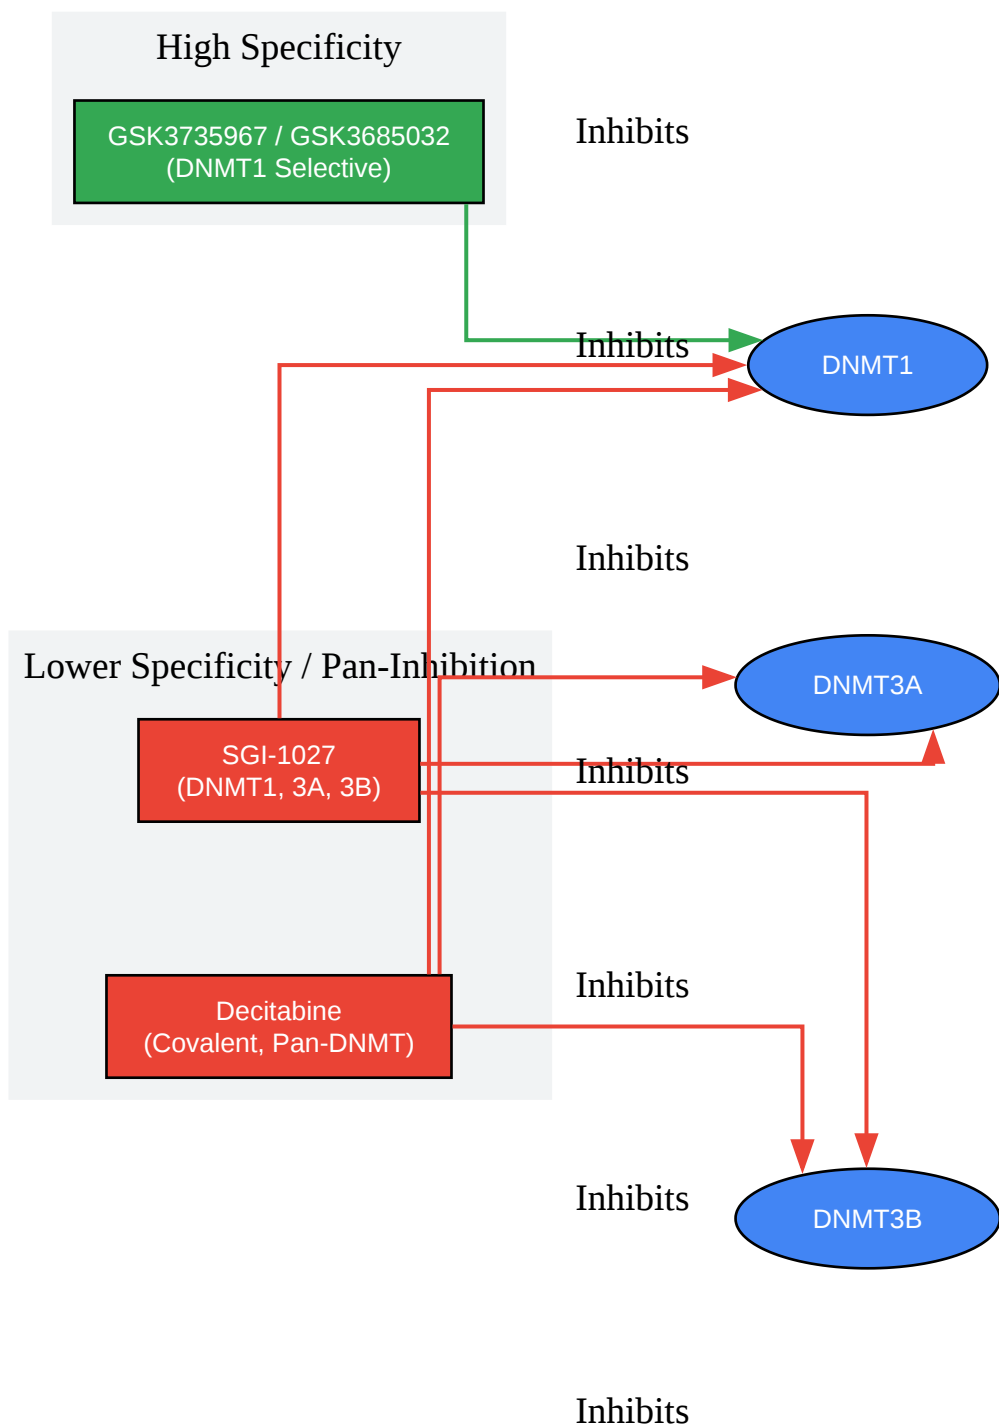 High Specificity
GSK3735967 / GSK3685032
(DNMT1 Selective)
Inhibits
Inhibits
DNMT1
Inhibits
Lower Specificity / Pan-Inhibition
DNMT3A
SGI-1027
(DNMT1, 3A, 3B)
Inhibits
Decitabine
(Covalent, Pan-DNMT)
Inhibits
Inhibits
DNMT3B
Inhibits